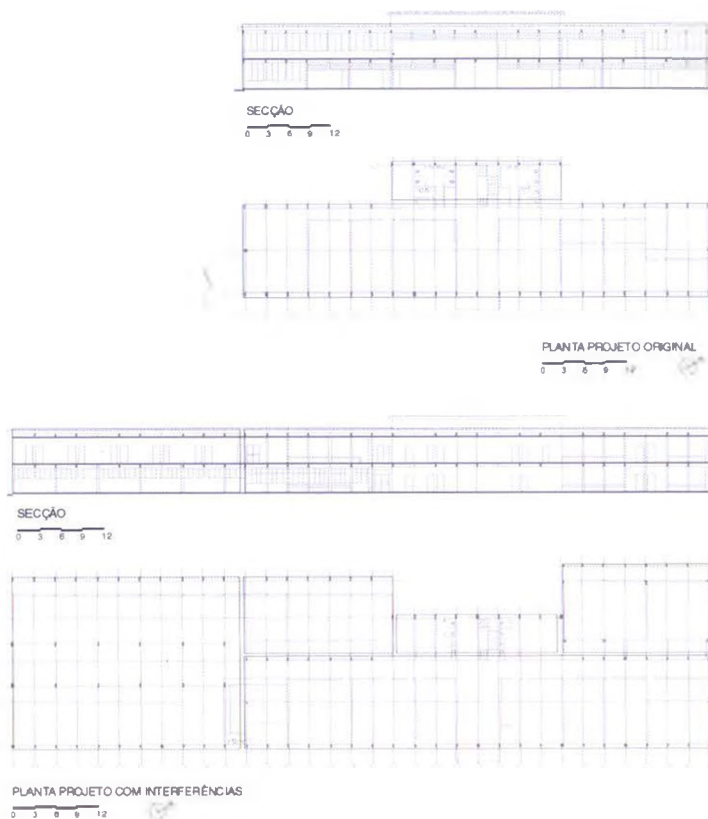 SECÇÃO
0 3 6 9 12
PLANTA PROJETO ORIGINAL
0 3 6 9 12
SECÇÃO
0 3 6 9 12
PLANTA PROJETO COM INTERFERÊNCIAS
0 3 6 9 12